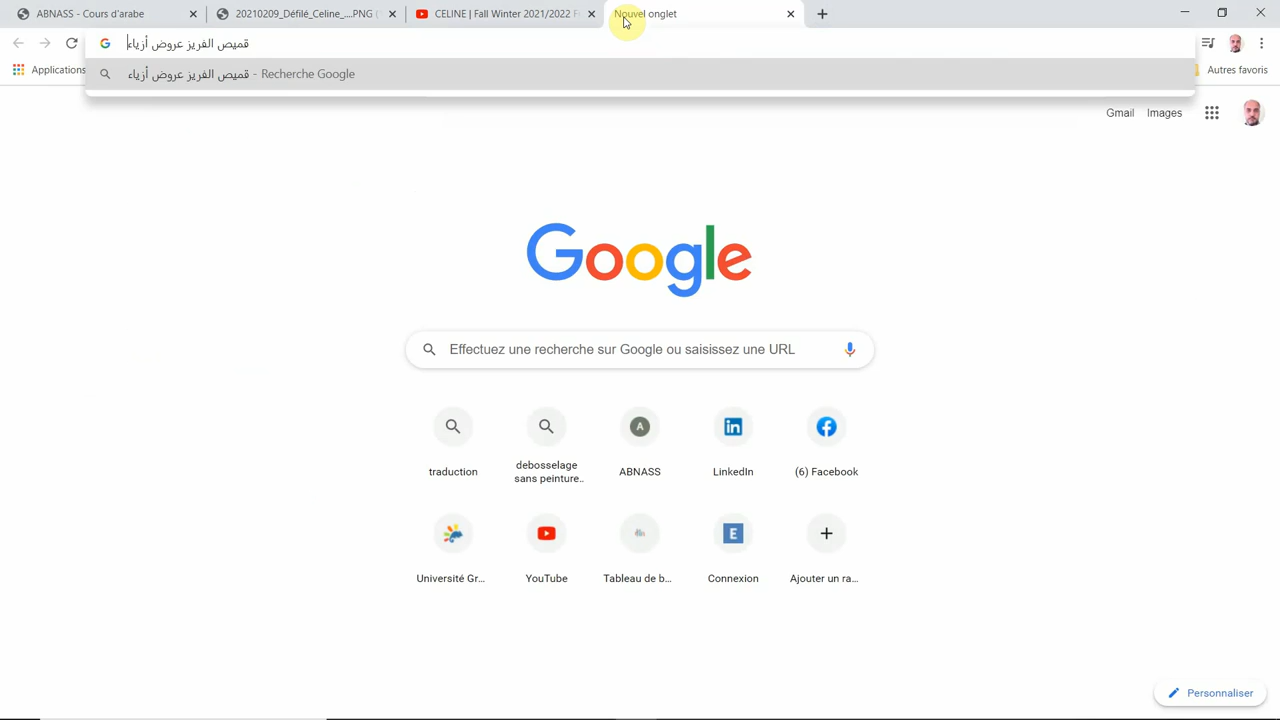 ABNASS - Cours d'arabe
20210209_Défilé_Celine_....PNG (
CELINE | Fall Winter 2021/2022 F
Nouvel onglet
قميص الفريز عروض أزياء
Applications
قميص الفريز عروض أزياء - Recherche Google
Autres favoris
Gmail
Images
Google
Effectuez une recherche sur Google ou saisissez une URL
traduction
debosselage
sans peinture..
A
ABNASS
in
LinkedIn
(6) Facebook
Université Gr...
YouTube
Tableau de b...
E
Connexion
Ajouter un ra...
Personnaliser